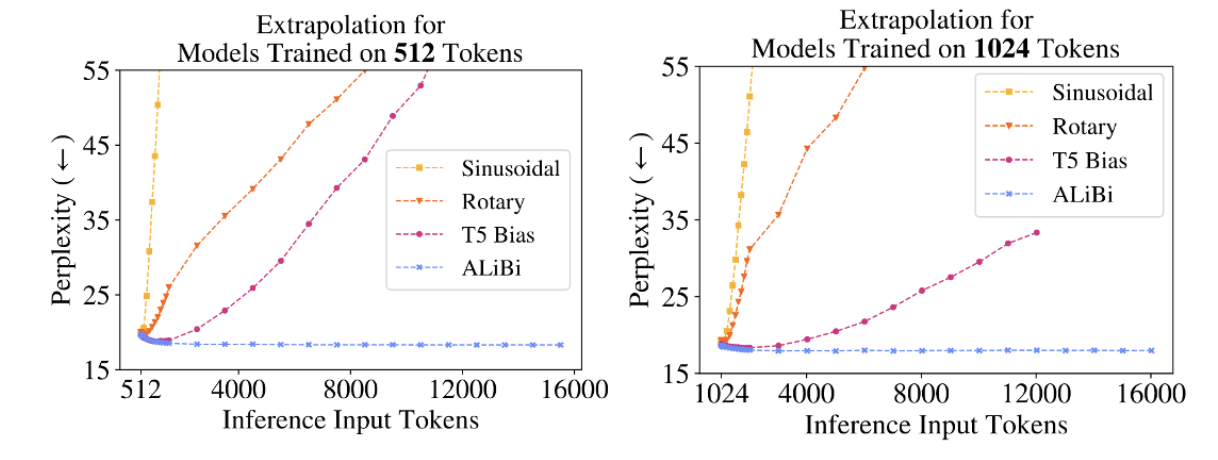 Extrapolation for
Models Trained on 512 Tokens
55
45
35
25
15
Perplexity (←)
Sinusoidal
Rotary
T5 Bias
ALiBi
512
4000
8000
12000
16000
Inference Input Tokens
Extrapolation for
Models Trained on 1024 Tokens
55
45
35
25
15
Perplexity (←)
Sinusoidal
Rotary
T5 Bias
ALiBi
1024
4000
8000
12000
16000
Inference Input Tokens